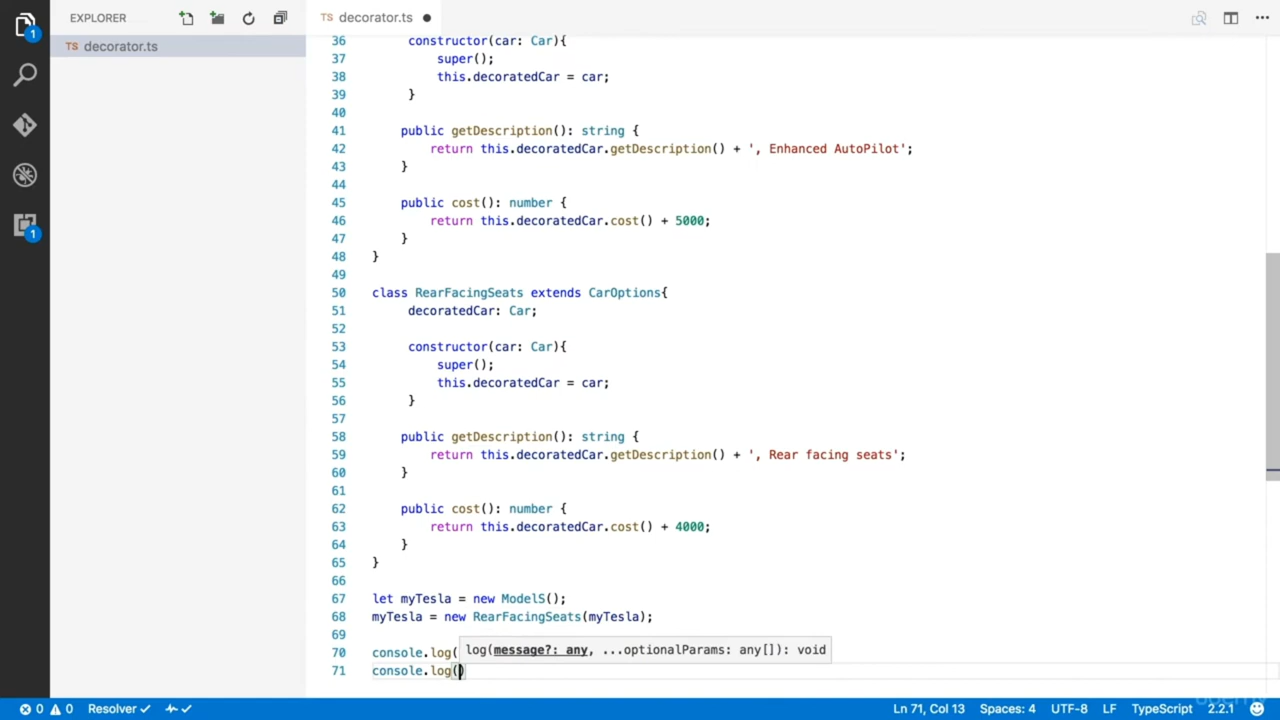 EXPLORER
TS decorator.ts
TS decorator.ts
1
1
36 constructor(car: Car){
37 super();
38 this.decoratedCar = car;
39 }
40
41 public getDescription(): string {
42 return this.decoratedCar.getDescription() + ', Enhanced AutoPilot';
43 }
44
45 public cost(): number {
46 return this.decoratedCar.cost() + 5000;
47 }
48 }
49
50 class RearFacingSeats extends CarOptions{
51 decoratedCar: Car;
52
53 constructor(car: Car){
54 super();
55 this.decoratedCar = car;
56 }
57
58 public getDescription(): string {
59 return this.decoratedCar.getDescription() + ', Rear facing seats';
60 }
61
62 public cost(): number {
63 return this.decoratedCar.cost() + 4000;
64 }
65 }
66
67 let myTesla = new ModelS();
68 myTesla = new RearFacingSeats(myTesla);
69
log(message?: any, ...optionalParams: any[]): void
70 console.log(
71 console.log()
0 0 Resolver Ln 71, Col 13 Spaces: 4 UTF-8 LF TypeScript 2.2.1